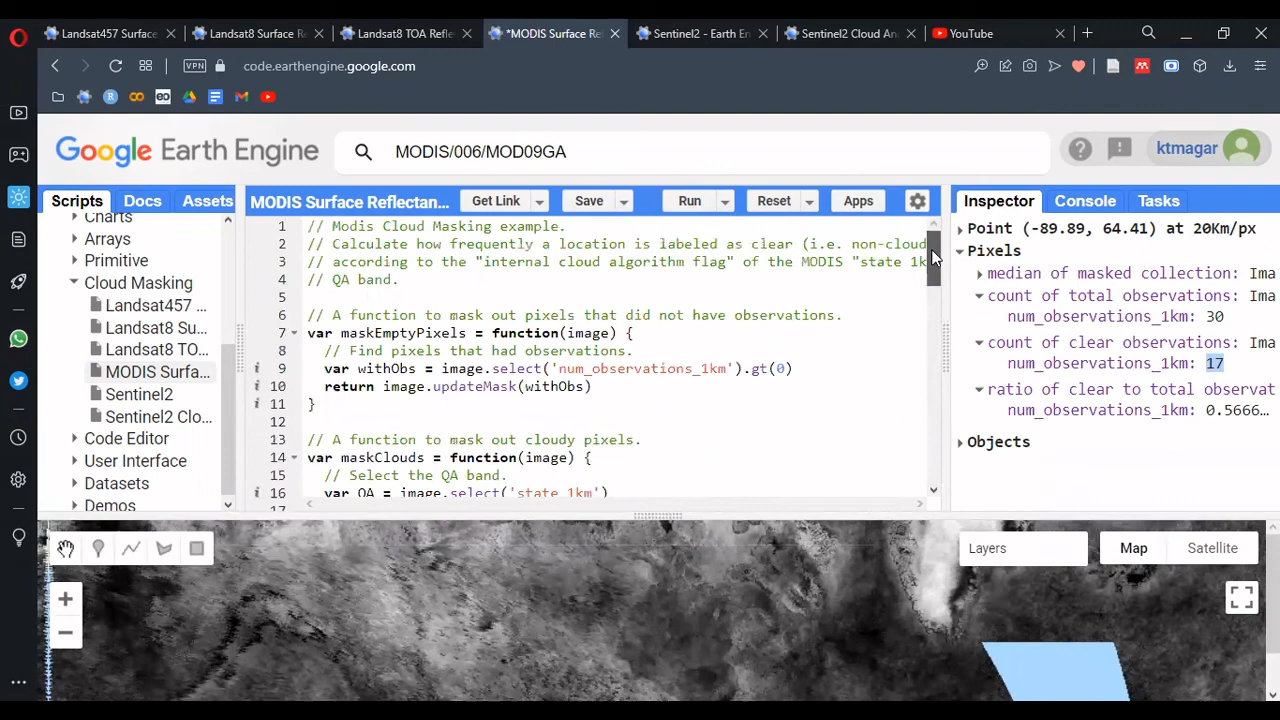 Landsat457 Surface
Landsat8 Surface R
Landsat8 TOA Refle
*MODIS Surface Re
Sentinel2 - Earth En
Sentinel2 Cloud An
YouTube
VPN
code.earthengine.google.com
Google Earth Engine
MODIS/006/MOD09GA
ktmagar
Scripts
Docs
Assets
Charts
Arrays
Primitive
Cloud Masking
Landsat457 ...
Landsat8 Su...
Landsat8 TO...
MODIS Surfa...
Sentinel2
Sentinel2 Clo...
Code Editor
User Interface
Datasets
Demos
MODIS Surface Reflectan...
Get Link
Save
Run
Reset
Apps
1 // Modis Cloud Masking example.
2 // Calculate how frequently a location is labeled as clear (i.e. non-cloud
3 // according to the "internal cloud algorithm flag" of the MODIS "state 1k
4 // QA band.
5
6 // A function to mask out pixels that did not have observations.
7 var maskEmptyPixels = function(image) {
8 // Find pixels that had observations.
9 var withObs = image.select('num_observations_1km').gt(0)
10 return image.updateMask(withObs)
11 }
12
13 // A function to mask out cloudy pixels.
14 var maskClouds = function(image) {
15 // Select the QA band.
16 var QA = image.select('state_1km')
17
Inspector
Console
Tasks
Point (-89.89, 64.41) at 20Km/px
Pixels
median of masked collection: Ima
count of total observations: Ima
num_observations_1km: 30
count of clear observations: Ima
num_observations_1km: 17
ratio of clear to total observat
num_observations_1km: 0.5666...
Objects
Layers
Map
Satellite